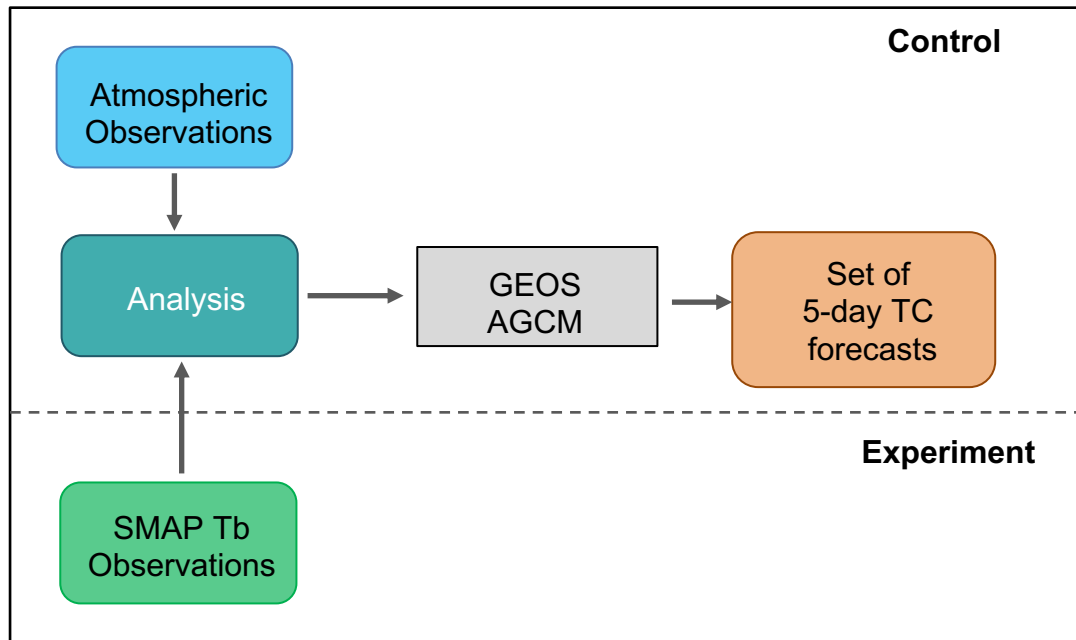 Control
Atmospheric
Observations
Analysis
GEOS
AGCM
Set of
5-day TC
forecasts
Experiment
SMAP Tb
Observations